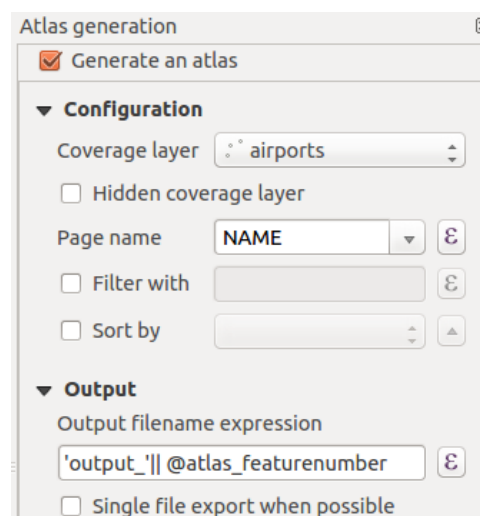 Atlas generation
Generate an atlas
Configuration
Coverage layer airports
Hidden coverage layer
Page name NAME ε
Filter with ε
Sort by
Output
Output filename expression
'output_'|| @atlas_featurenumber ε
Single file export when possible